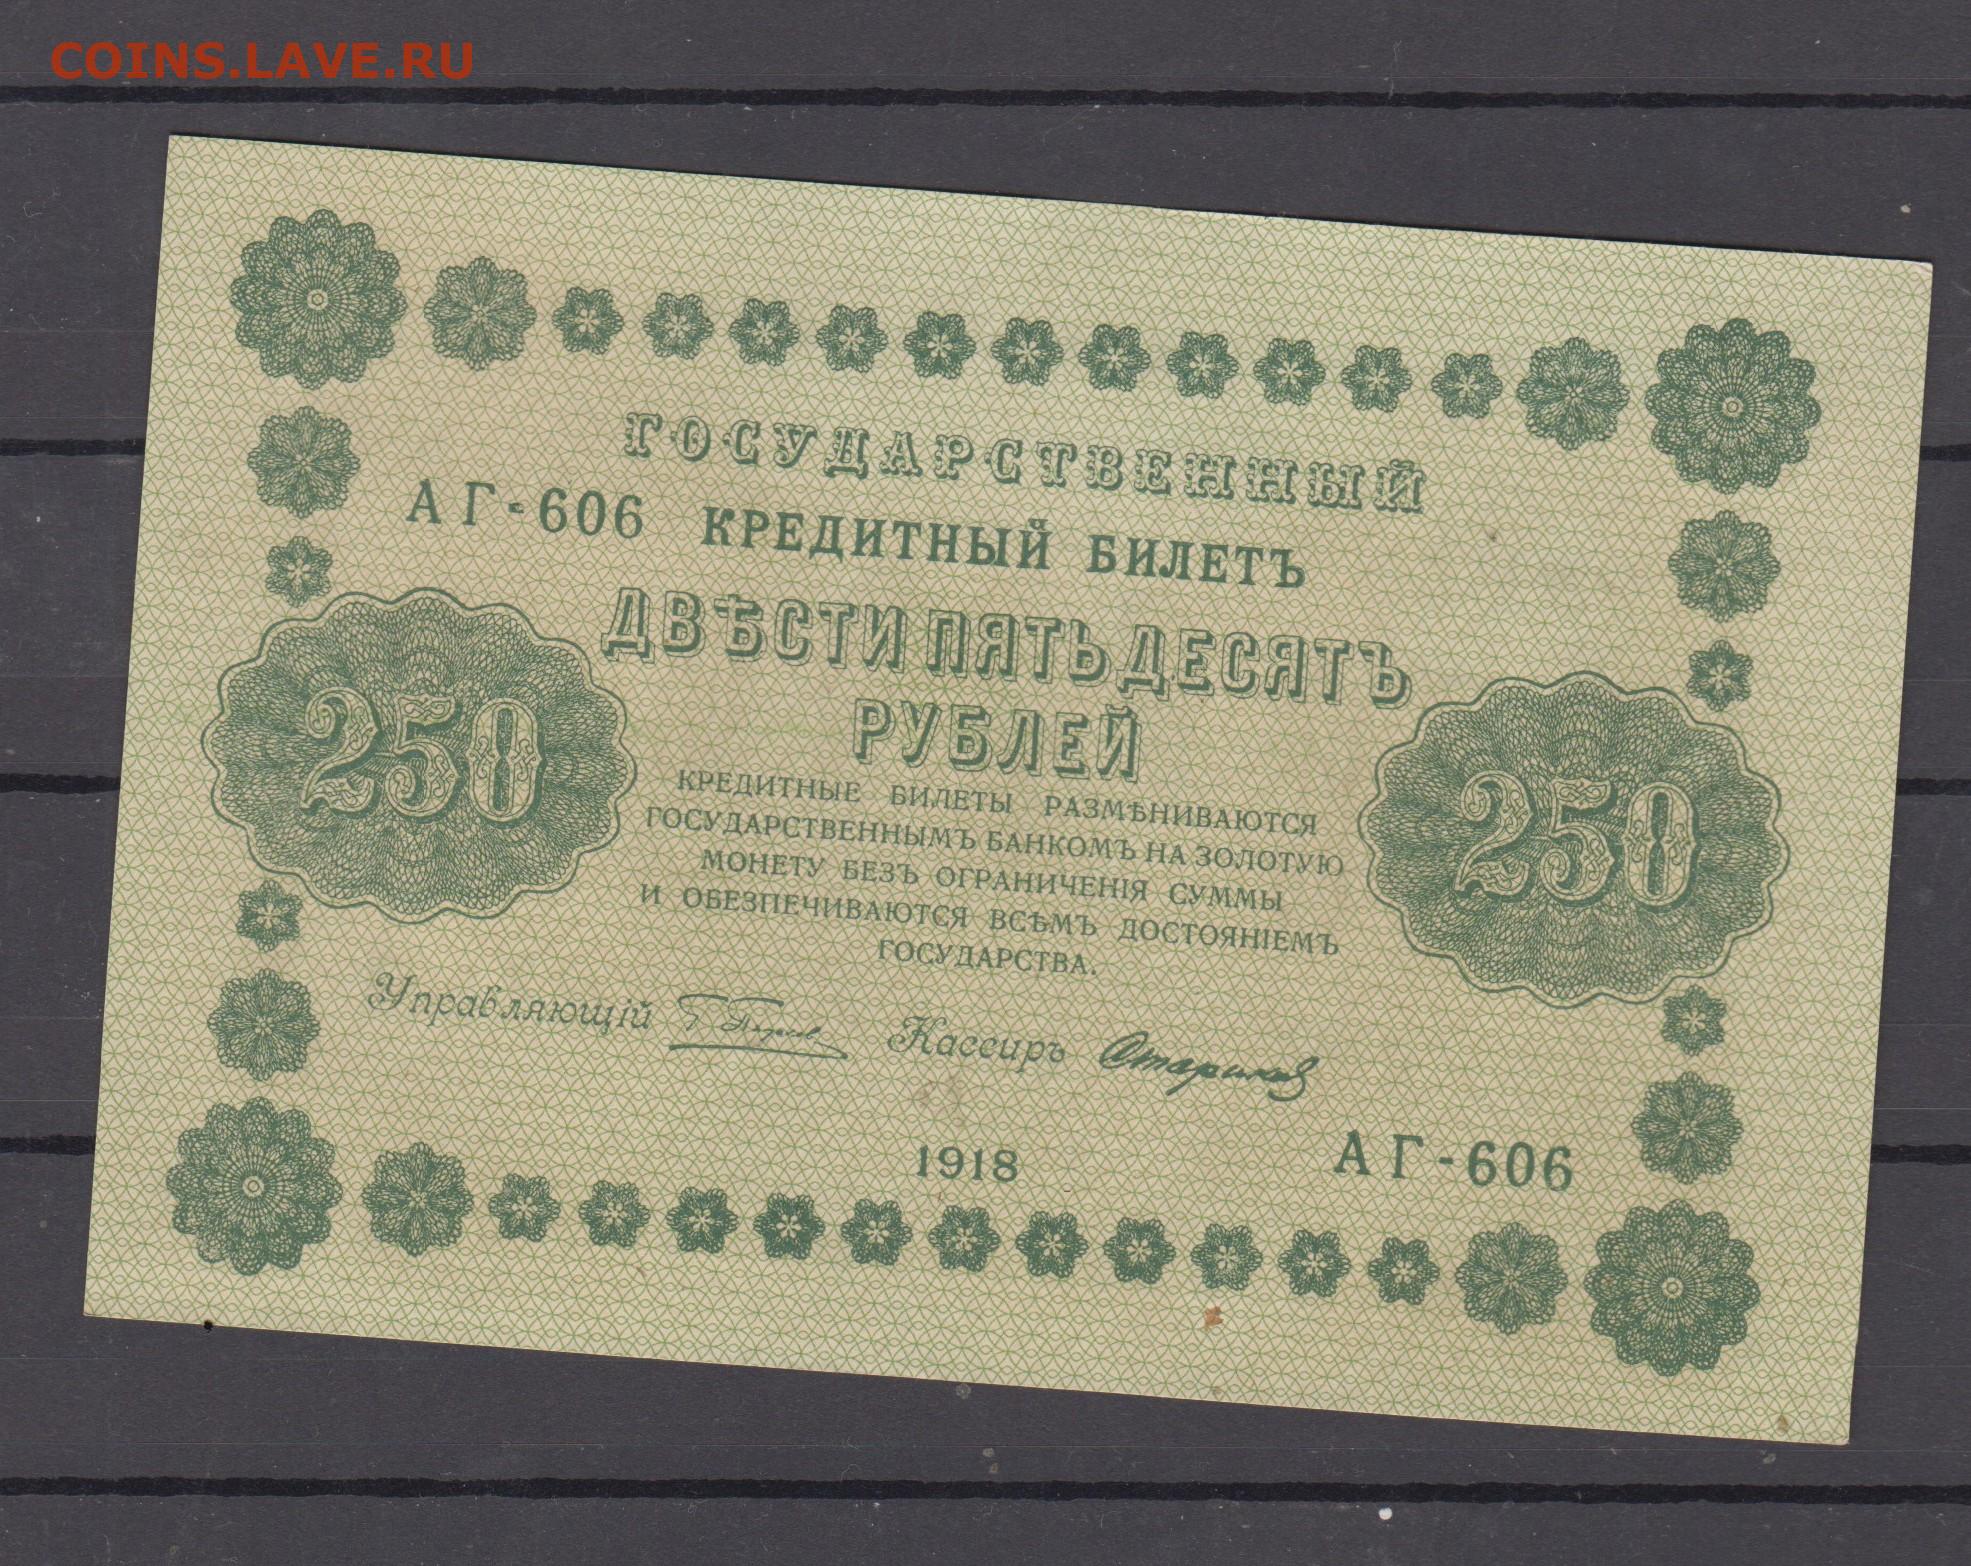 COINS.LAVE.RU
ГОСУДАРСТВЕННЫЙ
АГ-606 КРЕДИТНЫЙ БИЛЕТЪ
ДВѢСТИ ПЯТЬДЕСЯТЪ
РУБЛЕЙ
250
250
КРЕДИТНЫЕ БИЛЕТЫ РАЗМѢНИВАЮТСЯ
ГОСУДАРСТВЕННЫМЪ БАНКОМЪ НА ЗОЛОТУЮ
МОНЕТУ БЕЗЪ ОГРАНИЧЕНІЯ СУММЫ
И ОБЕЗПЕЧИВАЮТСЯ ВСѢМЪ ДОСТОЯНІЕМЪ
ГОСУДАРСТВА.
Управляющій Кассиръ Стариков
1918
АГ-606